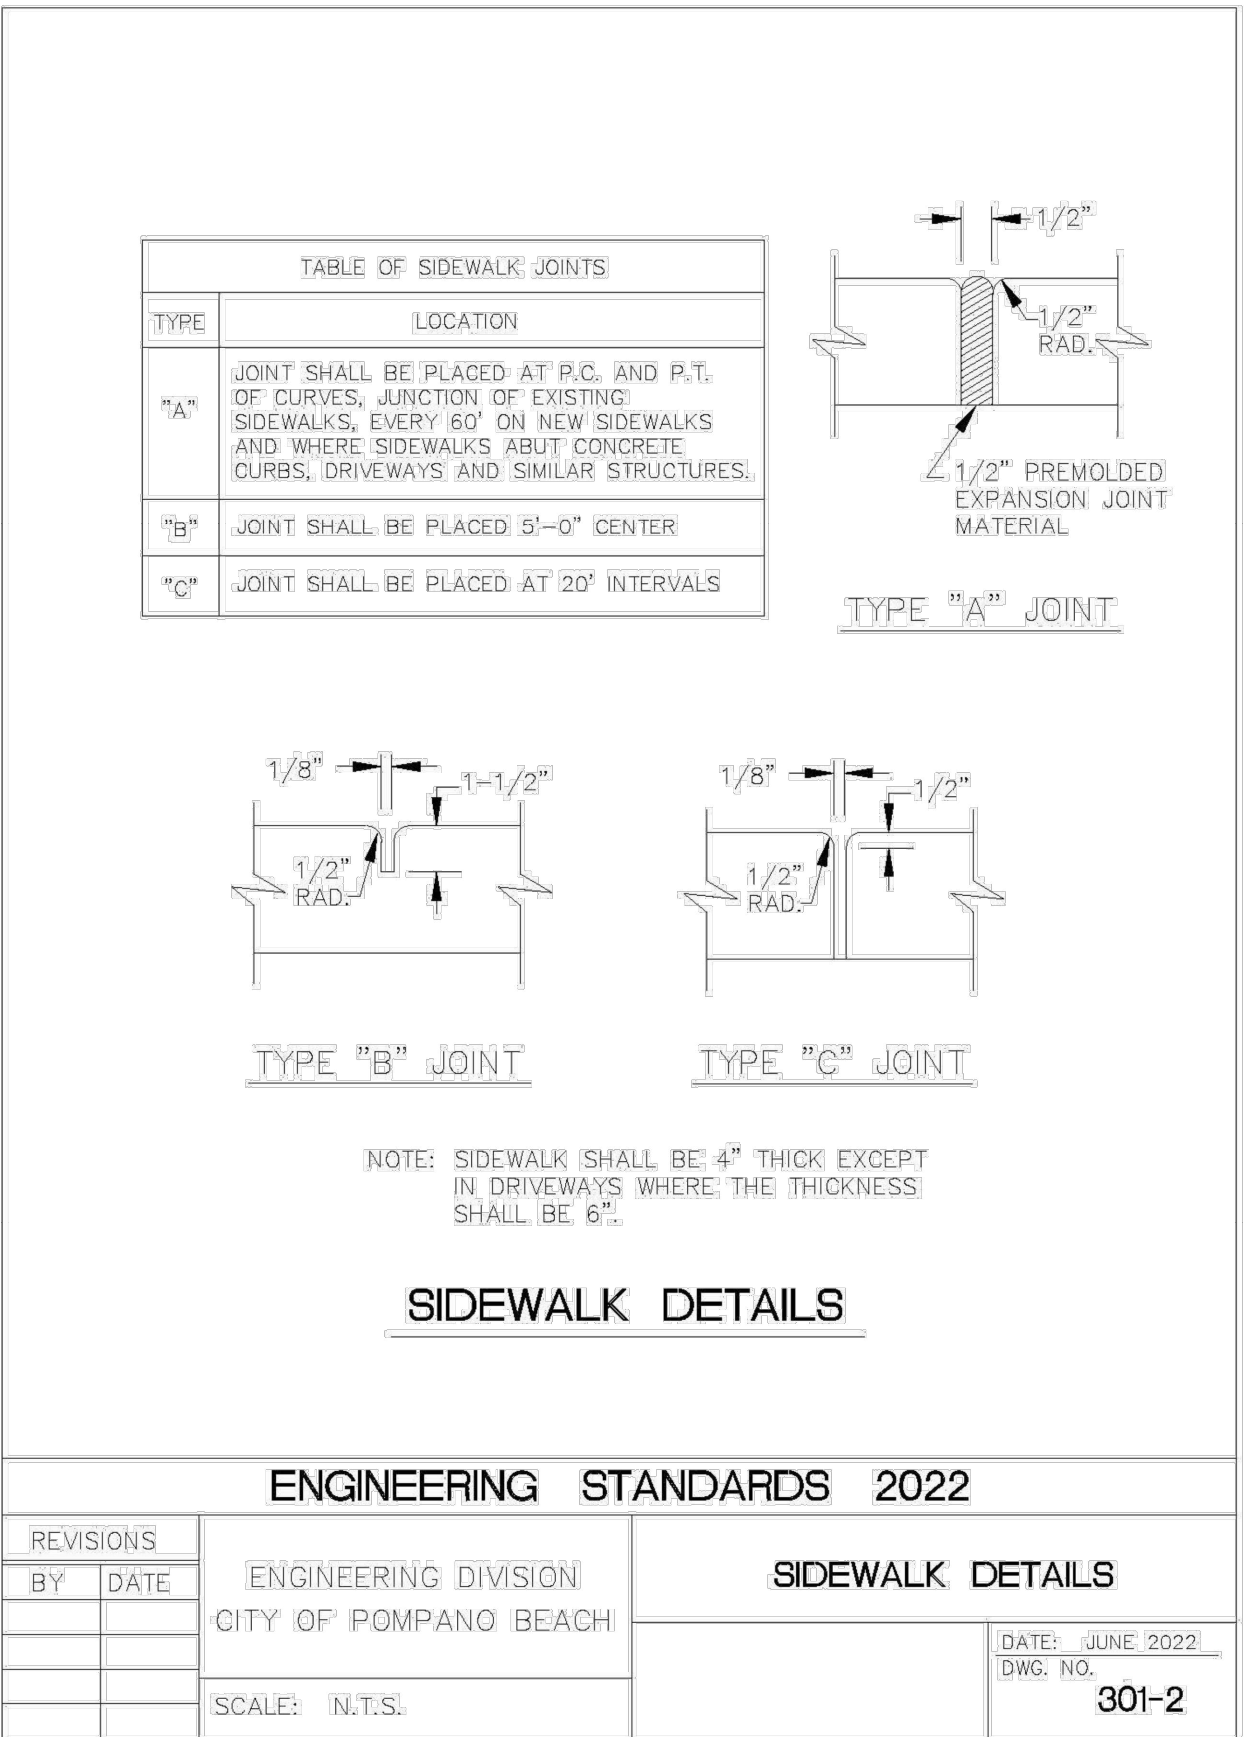 TABLE OF SIDEWALK JOINTS
TYPE LOCATION
"A" JOINT SHALL BE PLACED AT P.C. AND P.T.
OF CURVES, JUNCTION OF EXISTING
SIDEWALKS, EVERY 60' ON NEW SIDEWALKS
AND WHERE SIDEWALKS ABUT CONCRETE
CURBS, DRIVEWAYS AND SIMILAR STRUCTURES.
"B" JOINT SHALL BE PLACED 5'-0" CENTER
"C" JOINT SHALL BE PLACED AT 20' INTERVALS
1/2"
1/2"
RAD.
1/2" PREMOLDED
EXPANSION JOINT
MATERIAL
TYPE "A" JOINT
1/8"
1-1/2"
1/2"
RAD.
TYPE "B" JOINT
1/8"
1/2"
1/2"
RAD.
TYPE "C" JOINT
NOTE: SIDEWALK SHALL BE 4" THICK EXCEPT
IN DRIVEWAYS WHERE THE THICKNESS
SHALL BE 6".
SIDEWALK DETAILS
ENGINEERING STANDARDS 2022
REVISIONS
BY DATE
ENGINEERING DIVISION
CITY OF POMPANO BEACH
SCALE: N.T.S.
SIDEWALK DETAILS
DATE: JUNE 2022
DWG. NO.
301-2